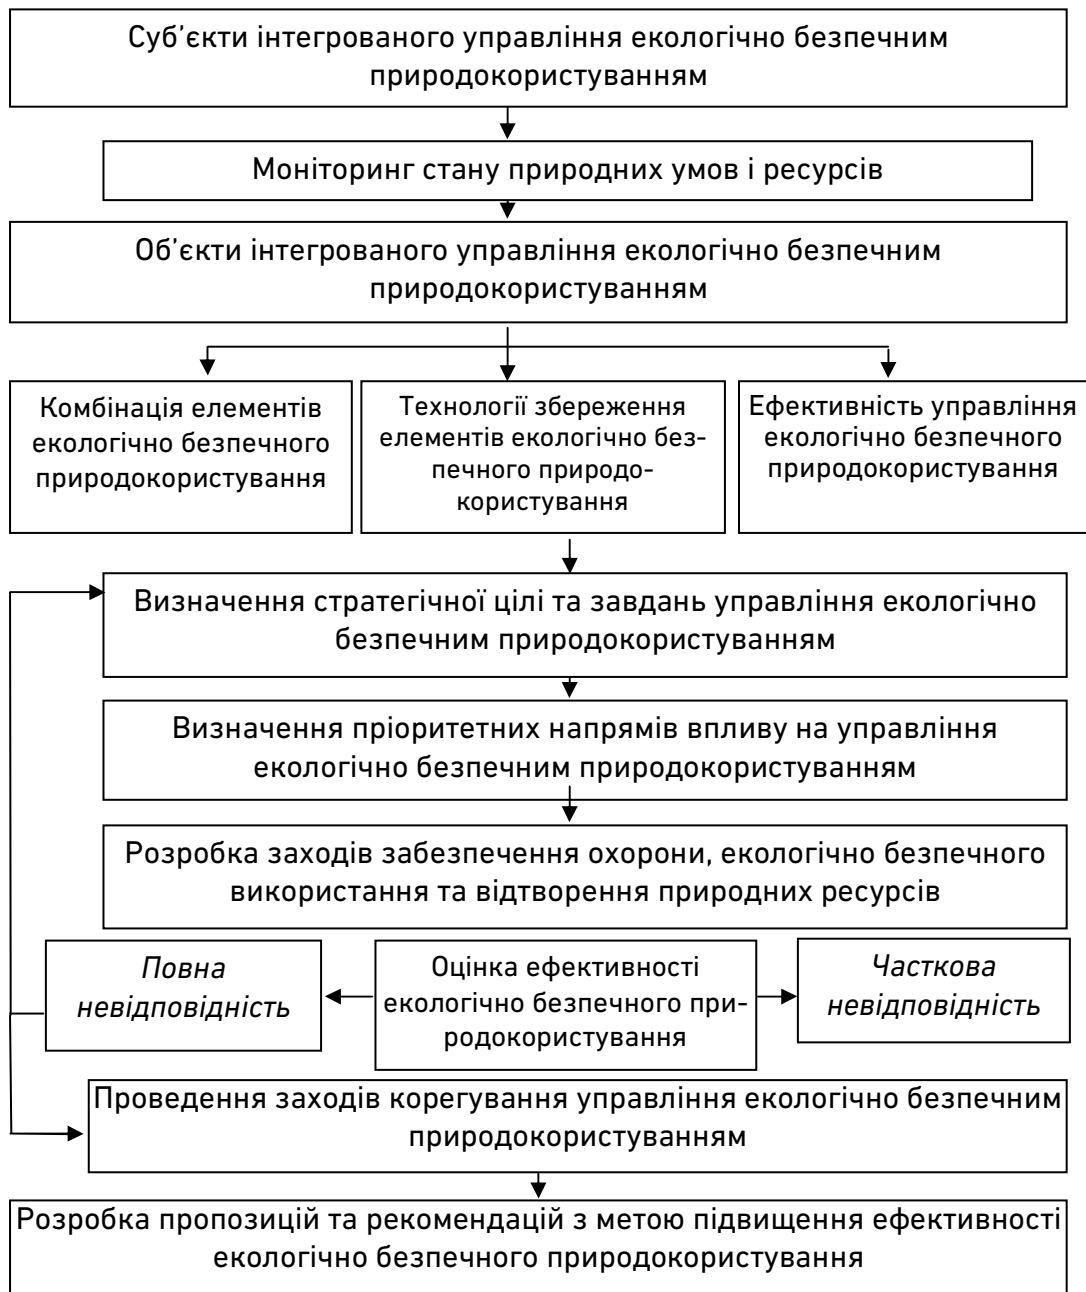 Суб’єкти інтегрованого управління екологічно безпечним
природокористуванням
Моніторинг стану природних умов і ресурсів
Об’єкти інтегрованого управління екологічно безпечним
природокористуванням
Комбінація елементів
екологічно безпечного
природокористування
Технології збереження
елементів екологічно без-
печного природо-
користування
Ефективність управління
екологічно безпечного
природокористування
Визначення стратегічної цілі та завдань управління екологічно
безпечним природокористуванням
Визначення пріоритетних напрямів впливу на управління
екологічно безпечним природокористуванням
Розробка заходів забезпечення охорони, екологічно безпечного
використання та відтворення природних ресурсів
Повна
невідповідність
Оцінка ефективності
екологічно безпечного при-
родокористування
Часткова
невідповідність
Проведення заходів корегування управління екологічно безпечним
природокористуванням
Розробка пропозицій та рекомендацій з метою підвищення ефективності
екологічно безпечного природокористування